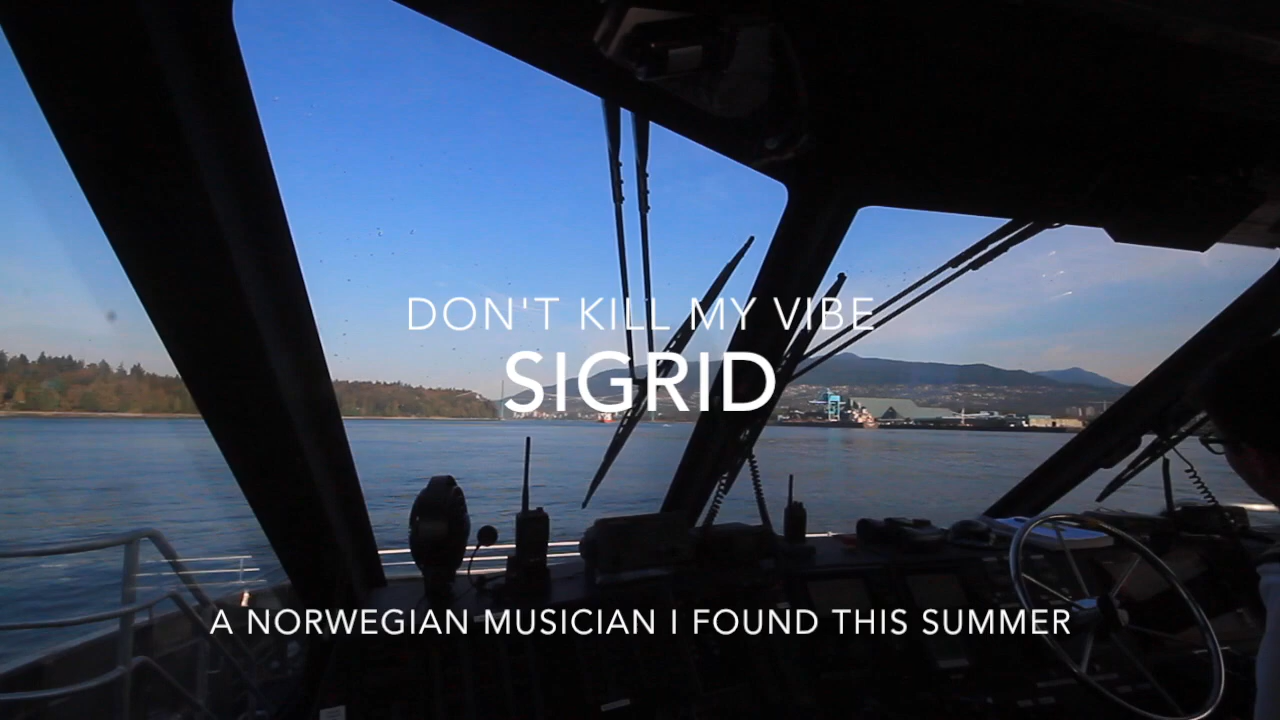 DON'T KILL MY VIBE
SIGRID
A NORWEGIAN MUSICIAN I FOUND THIS SUMMER